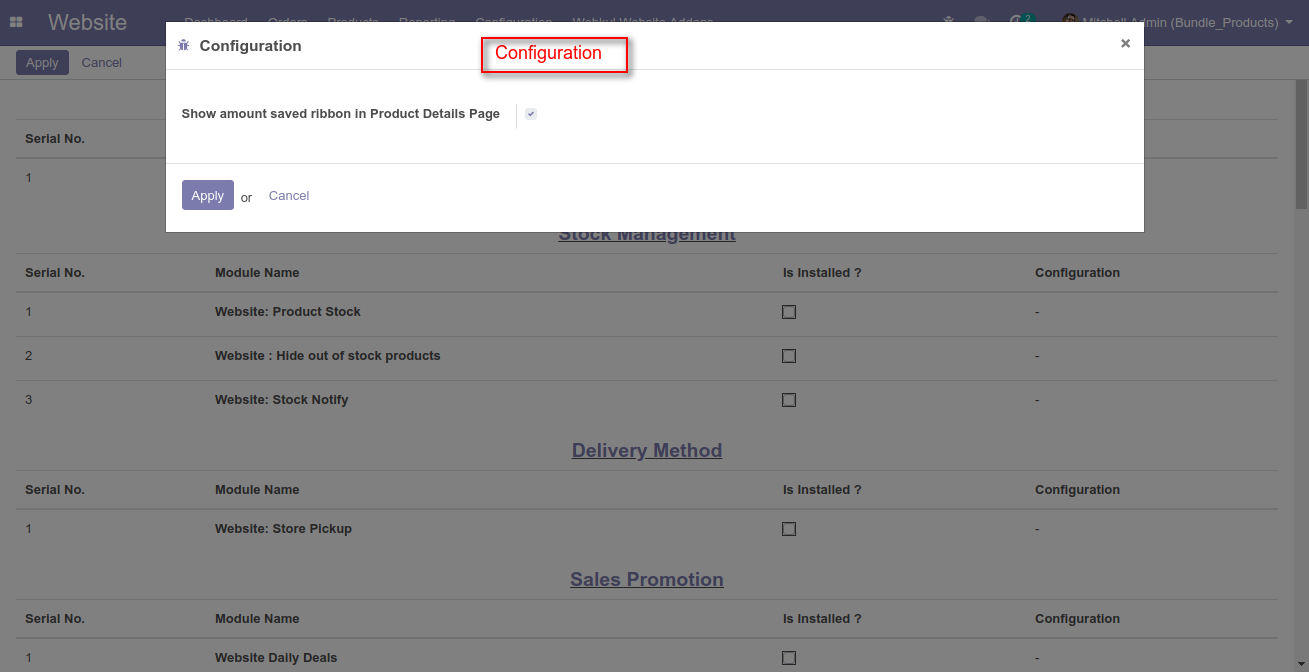 Website Dashboard Orders Products Reporting Configuration Webkul Website Addons 2 Mitchell Admin (Bundle_Products)
Configuration Configuration ×
Apply Cancel
Show amount saved ribbon in Product Details Page
Serial No.
1
Apply or Cancel
Stock Management
Serial No. Module Name Is Installed ? Configuration
1 Website: Product Stock -
2 Website : Hide out of stock products -
3 Website: Stock Notify -
Delivery Method
Serial No. Module Name Is Installed ? Configuration
1 Website: Store Pickup -
Sales Promotion
Serial No. Module Name Is Installed ? Configuration
1 Website Daily Deals -